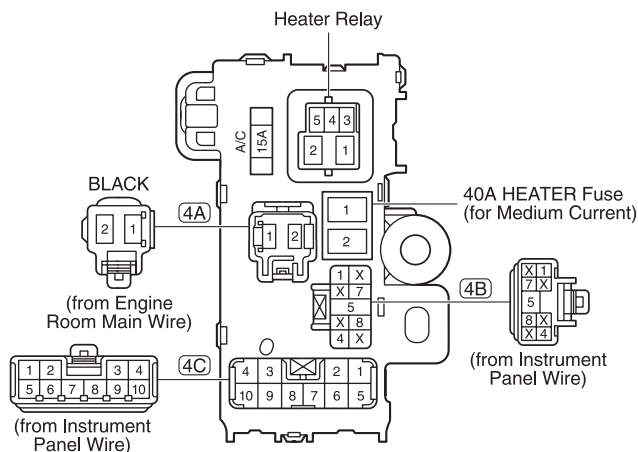 Heater Relay
5 4 3
2 1
A/C
15A
BLACK
4A
2 1
1 2
40A HEATER Fuse
(for Medium Current)
1
2
(from Engine
Room Main Wire)
1 X
X 7
5
X 8
4 X
4B
X 1
7 X
5
8 X
X 4
(from Instrument
Panel Wire)
4C
1 2 3 4
5 6 7 8 9 10
4 3 2 1
10 9 8 7 6 5
(from Instrument
Panel Wire)